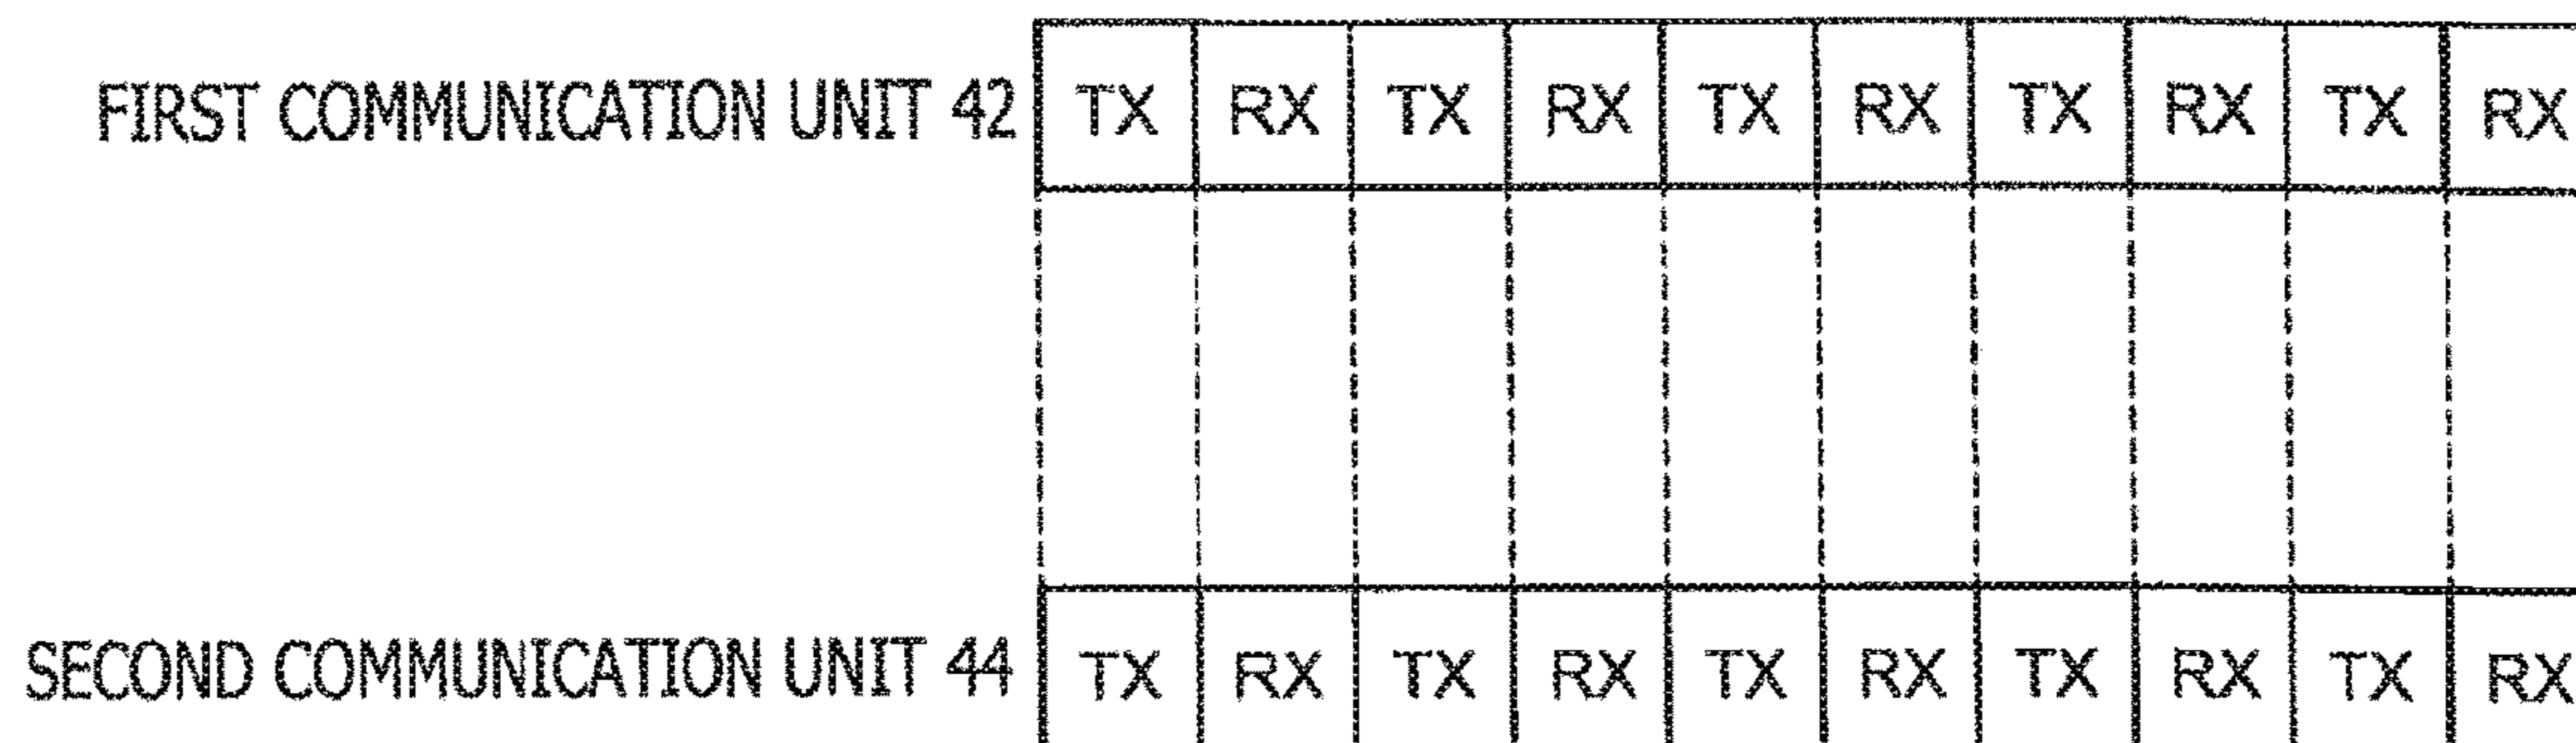 FIRST COMMUNICATION UNIT 42 TX RX TX RX TX RX TX RX TX RX
SECOND COMMUNICATION UNIT 44 TX RX TX RX TX RX TX RX TX RX